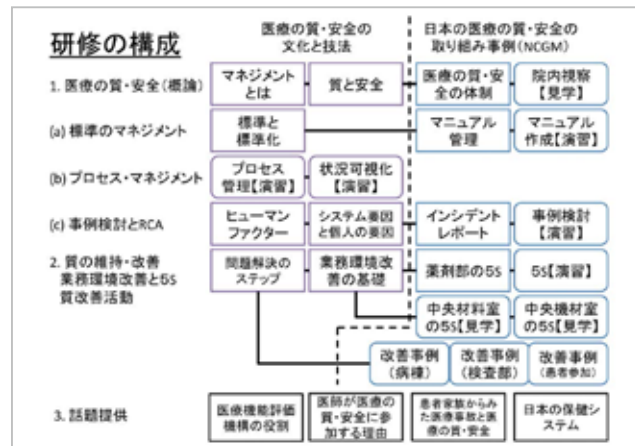 研修の構成
医療の質・安全の
文化と技法
日本の医療の質・安全の
取り組み事例(NCGM)
1. 医療の質・安全(概論)
マネジメント
とは
質と安全
医療の質・安
全の体制
院内視察
【見学】
(a) 標準のマネジメント
標準と
標準化
マニュアル
管理
マニュアル
作成【演習】
(b) プロセス・マネジメント
プロセス
管理【演習】
状況可視化
【演習】
(c) 事例検討とRCA
ヒューマン
ファクター
システム要因
と個人の要因
インシデント
レポート
事例検討
【演習】
2. 質の維持・改善
業務環境改善と5S
質改善活動
問題解決の
ステップ
業務環境改
善の基礎
薬剤部の5S
5S【演習】
中央材料室
の5S【見学】
中央機材室
の5S【見学】
改善事例
(病棟)
改善事例
(検査部)
改善事例
(患者参加)
3. 話題提供
医療機能評価
機構の役割
医師が医療の
質・安全に参
加する理由
患者家族からみ
た医療事故と医
療の質・安全
日本の保健シ
ステム